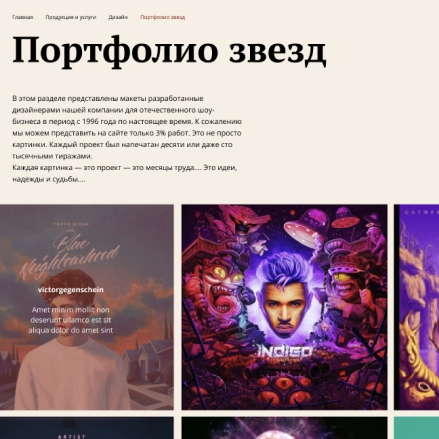 Главная Продукция и услуги Дизайн Портфолио звезд
Портфолио звезд
В этом разделе представлены макеты разработанные
дизайнерами нашей компании для отечественного шоу-
бизнеса в период с 1996 года по настоящее время. К сожалению
мы можем представить на сайте только 3% работ. Это не просто
картинки. Каждый проект был напечатан десяти или даже сто
тысячными тиражами.
Каждая картинка — это проект — это месяцы труда.... Это идеи,
надежды и судьбы....
Blue
Neighbourhood
victorgegenschein
Amet minim mollit non
deserunt ullamco est sit
aliqua dolor do amet sint
INDIGO
ARTIST